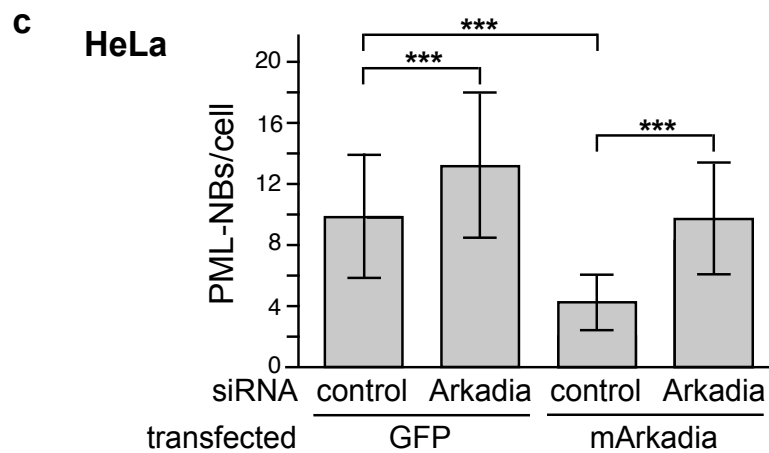 c
HeLa
***
***
***
PML-NBs/cell
20
16
12
8
4
0
siRNA control Arkadia control Arkadia
transfected GFP mArkadia